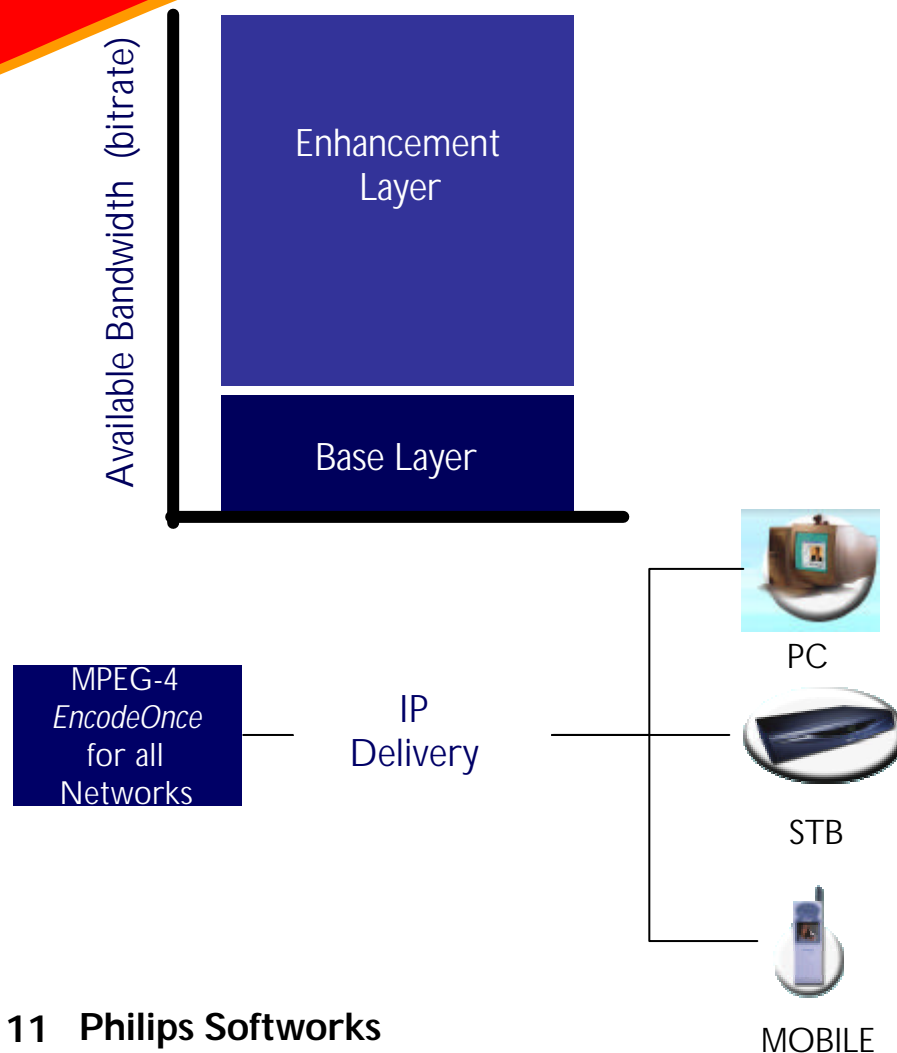 Available Bandwidth (bitrate)
Enhancement
Layer
Base Layer
MPEG-4
EncodeOnce
for all
Networks
IP
Delivery
PC
STB
MOBILE
11 Philips Softworks